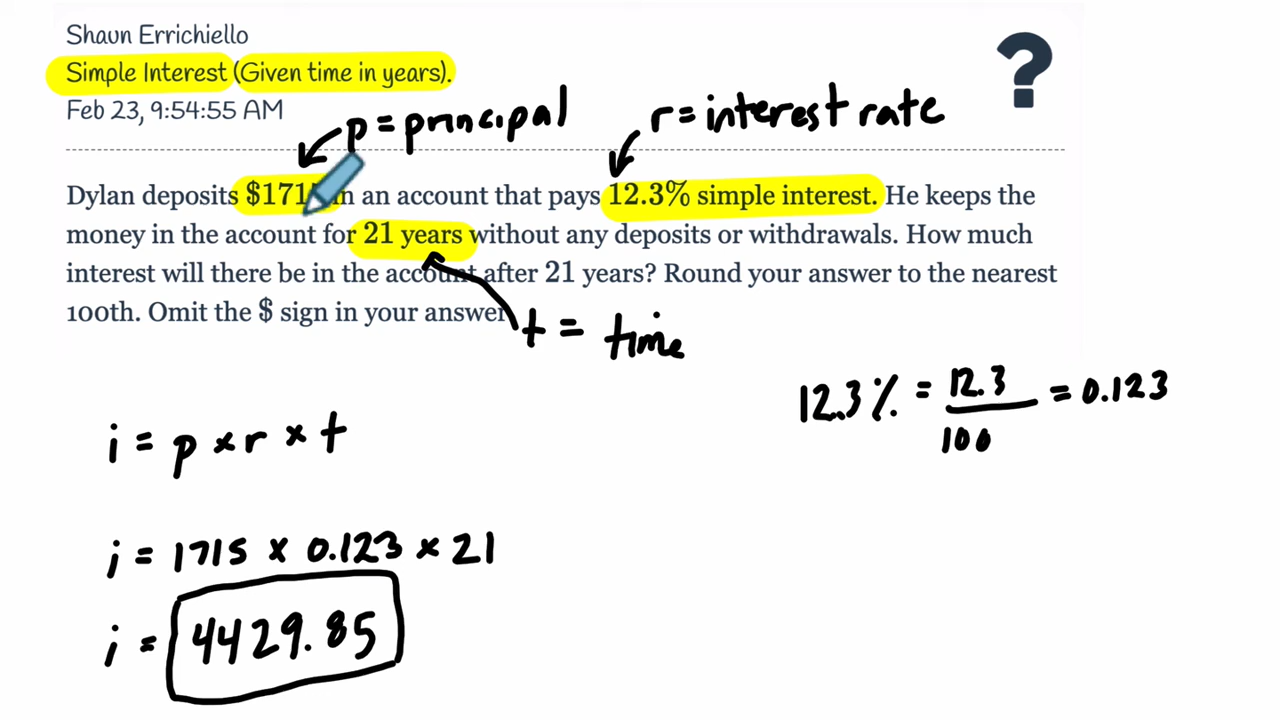 Shaun Errichiello
Simple Interest (Given time in years).
Feb 23, 9:54:55 AM
?
p = principal
r = interest rate
Dylan deposits $171 in an account that pays 12.3% simple interest. He keeps the
money in the account for 21 years without any deposits or withdrawals. How much
interest will there be in the account after 21 years? Round your answer to the nearest
100th. Omit the $ sign in your answer
t = time
12.3% = 12.3 / 100 = 0.123
i = p × r × t
i = 1715 × 0.123 × 21
i = 4429.85